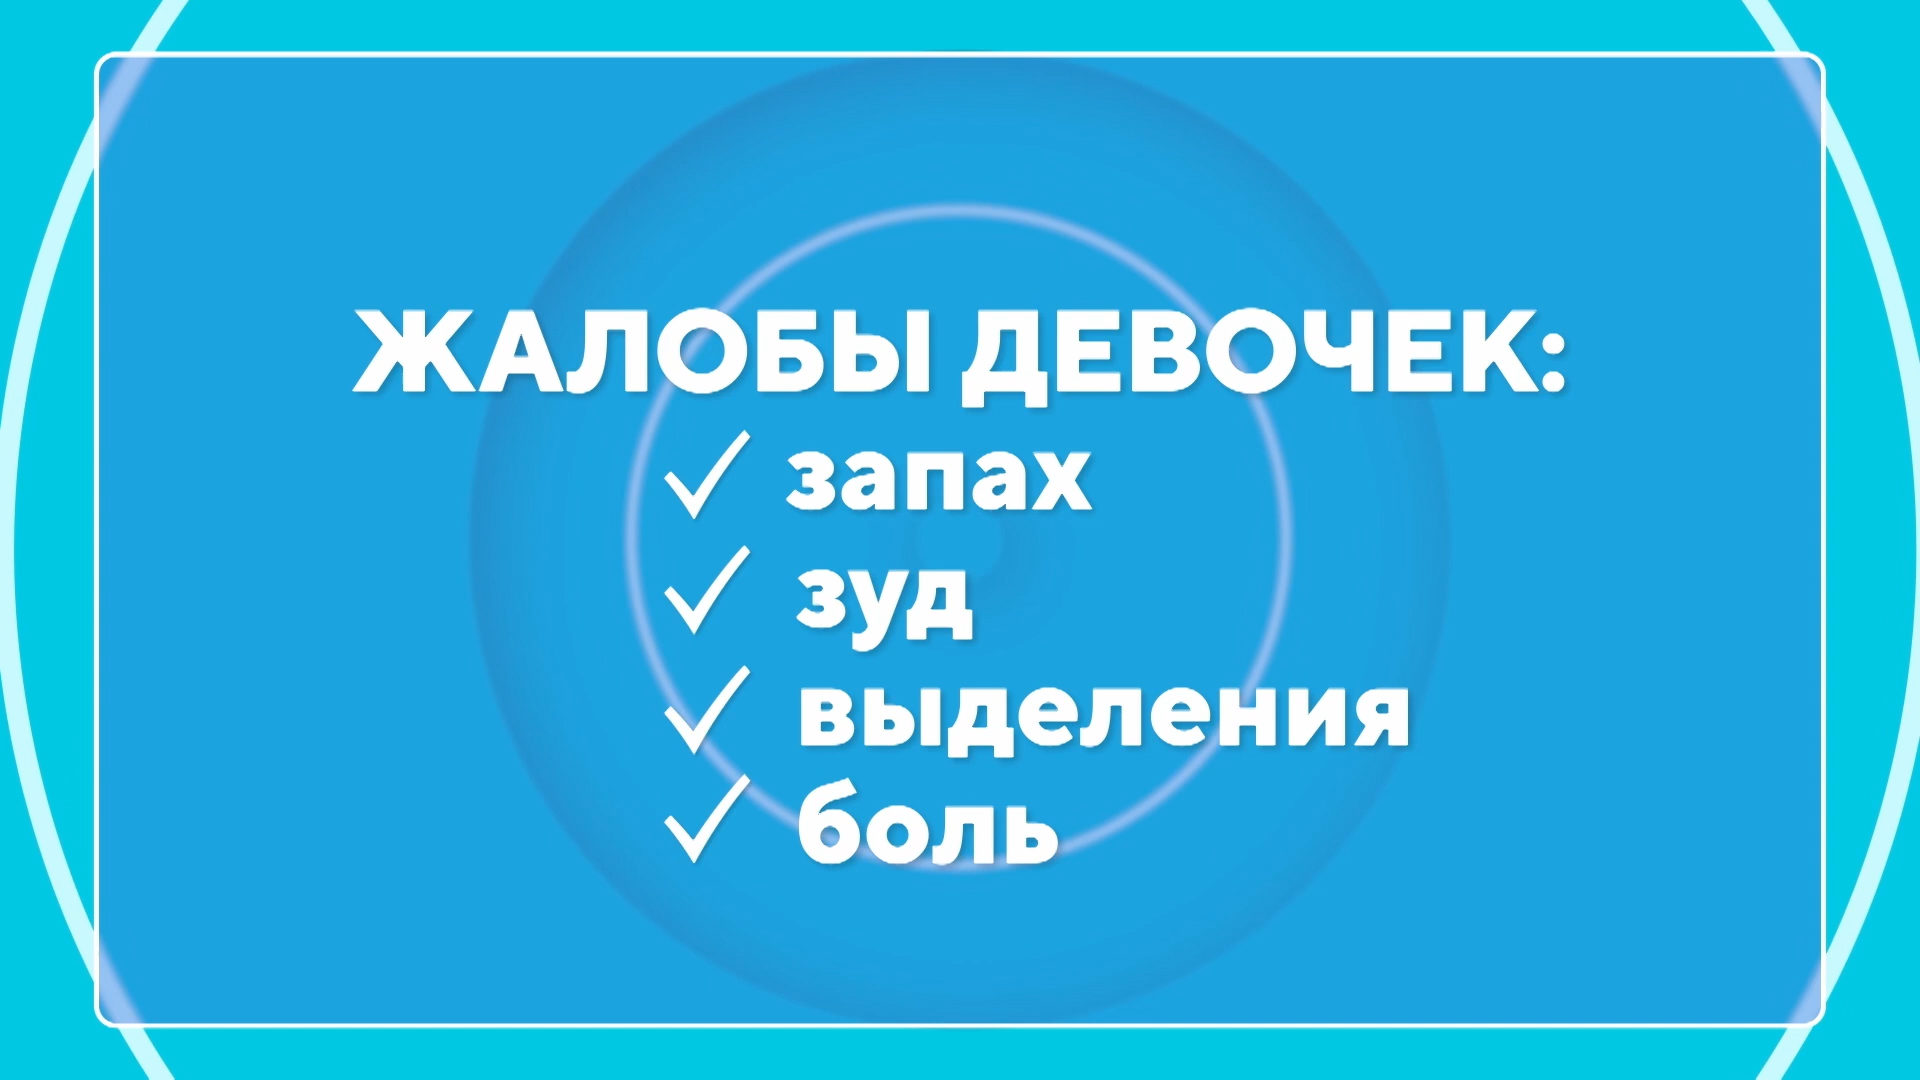 ЖАЛОБЫ ДЕВОЧЕК:
✓ запах
✓ зуд
✓ выделения
✓ боль